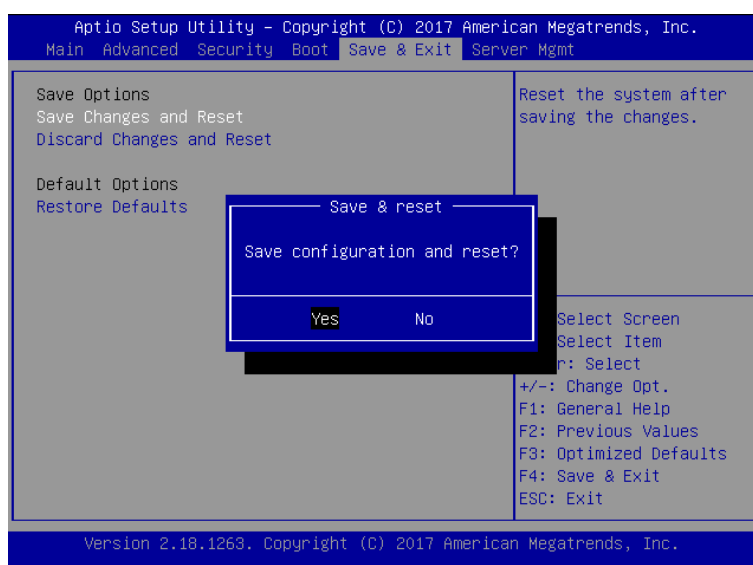 Aptio Setup Utility – Copyright (C) 2017 American Megatrends, Inc.
Main Advanced Security Boot Save & Exit Server Mgmt
Save Options
Save Changes and Reset
Discard Changes and Reset
Default Options
Restore Defaults
Reset the system after
saving the changes.
Save & reset
Save configuration and reset?
Yes No
Select Screen
Select Item
r: Select
+/-: Change Opt.
F1: General Help
F2: Previous Values
F3: Optimized Defaults
F4: Save & Exit
ESC: Exit
Version 2.18.1263. Copyright (C) 2017 American Megatrends, Inc.